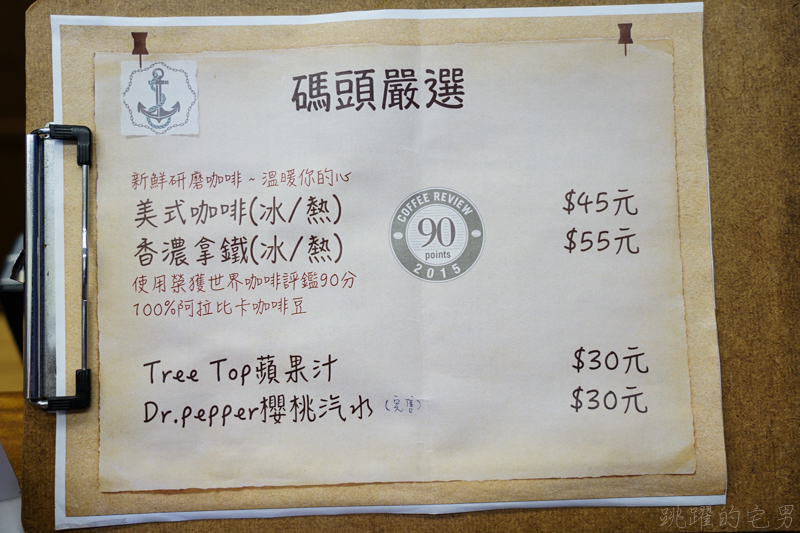 碼頭嚴選
新鮮研磨咖啡~溫暖你的心
美式咖啡(冰/熱) $45元
香濃拿鐵(冰/熱) $55元
COFFEE REVIEW
90
points
2015
使用榮獲世界咖啡評鑑90分
100%阿拉比卡咖啡豆
Tree Top蘋果汁 $30元
Dr.pepper櫻桃汽水(完售) $30元
跳躍的宅男